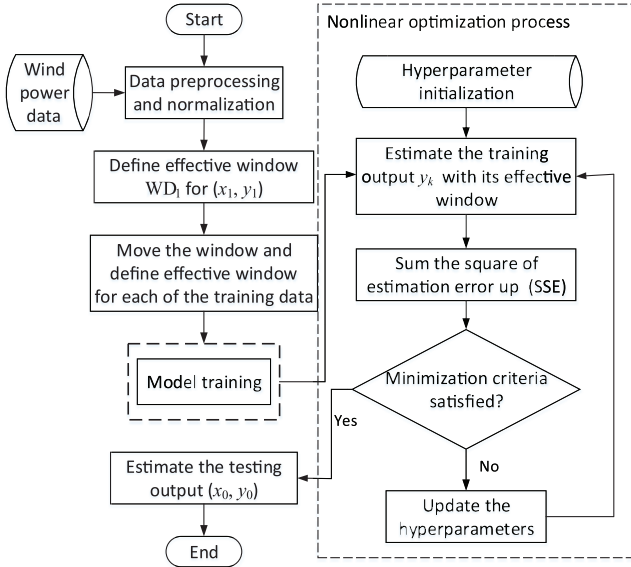 Start
Wind
power
data
Data preprocessing
and normalization
Define effective window
WD₁ for (x₁, y₁)
Move the window and
define effective window
for each of the training data
Model training
Estimate the testing
output (x₀, y₀)
End
Nonlinear optimization process
Hyperparameter
initialization
Estimate the training
output yₖ with its effective
window
Sum the square of
estimation error up (SSE)
Minimization criteria
satisfied?
Yes
No
Update the
hyperparameters